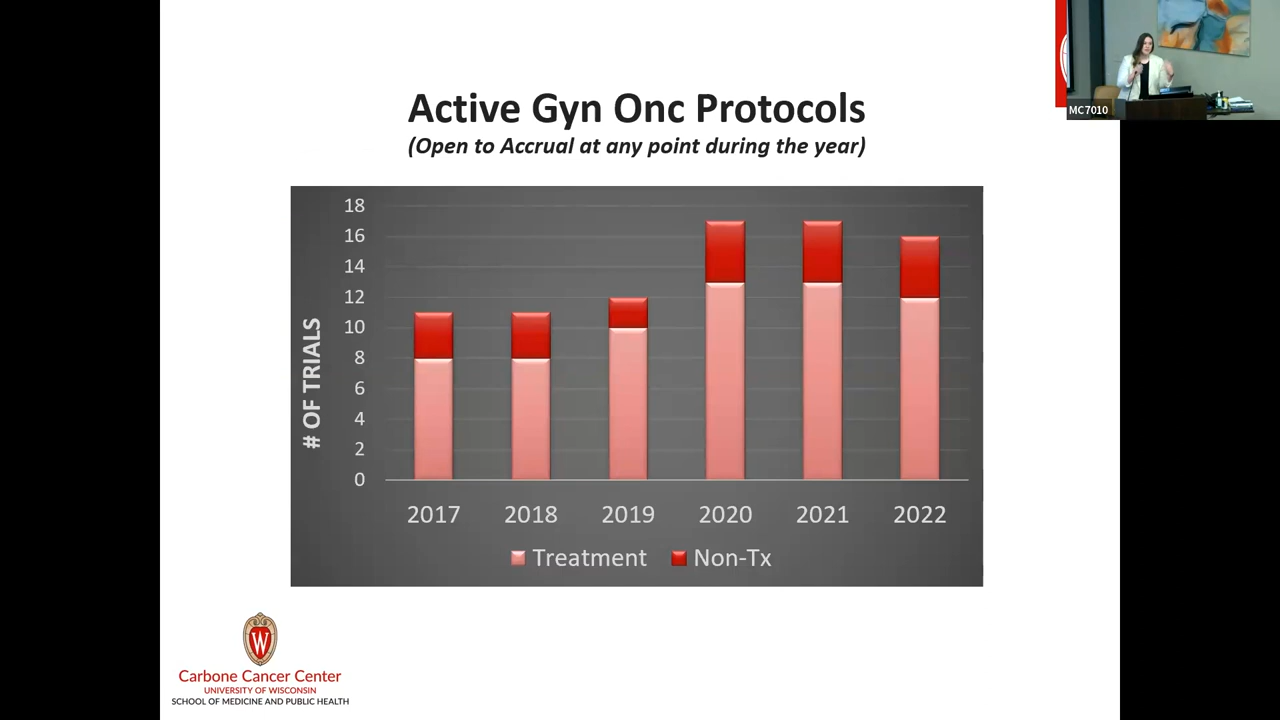 MC7010
Active Gyn Onc Protocols
(Open to Accrual at any point during the year)
# OF TRIALS
18
16
14
12
10
8
6
4
2
0
2017 2018 2019 2020 2021 2022
Treatment Non-Tx
W
Carbone Cancer Center
UNIVERSITY OF WISCONSIN
SCHOOL OF MEDICINE AND PUBLIC HEALTH